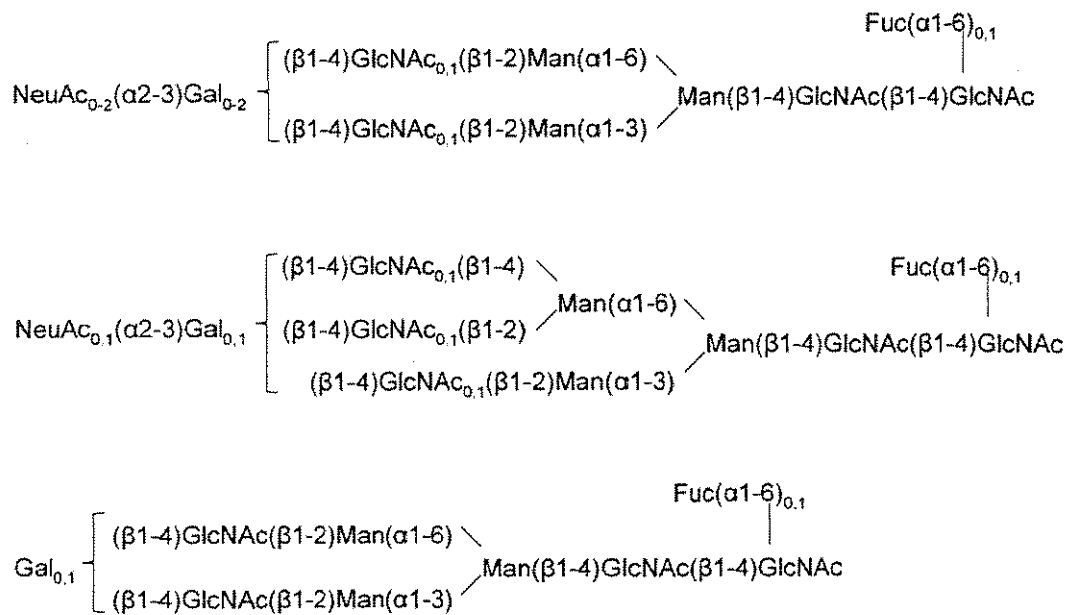 Fuc(α1-6)₀,₁
(β1-4)GlcNAc₀,₁(β1-2)Man(α1-6)
NeuAc₀₋₂(α2-3)Gal₀₋₂ Man(β1-4)GlcNAc(β1-4)GlcNAc
(β1-4)GlcNAc₀,₁(β1-2)Man(α1-3)
(β1-4)GlcNAc₀,₁(β1-4) Fuc(α1-6)₀,₁
Man(α1-6)
NeuAc₀,₁(α2-3)Gal₀,₁ (β1-4)GlcNAc₀,₁(β1-2)
Man(β1-4)GlcNAc(β1-4)GlcNAc
(β1-4)GlcNAc₀,₁(β1-2)Man(α1-3)
Fuc(α1-6)₀,₁
(β1-4)GlcNAc(β1-2)Man(α1-6)
Gal₀,₁ Man(β1-4)GlcNAc(β1-4)GlcNAc
(β1-4)GlcNAc(β1-2)Man(α1-3)